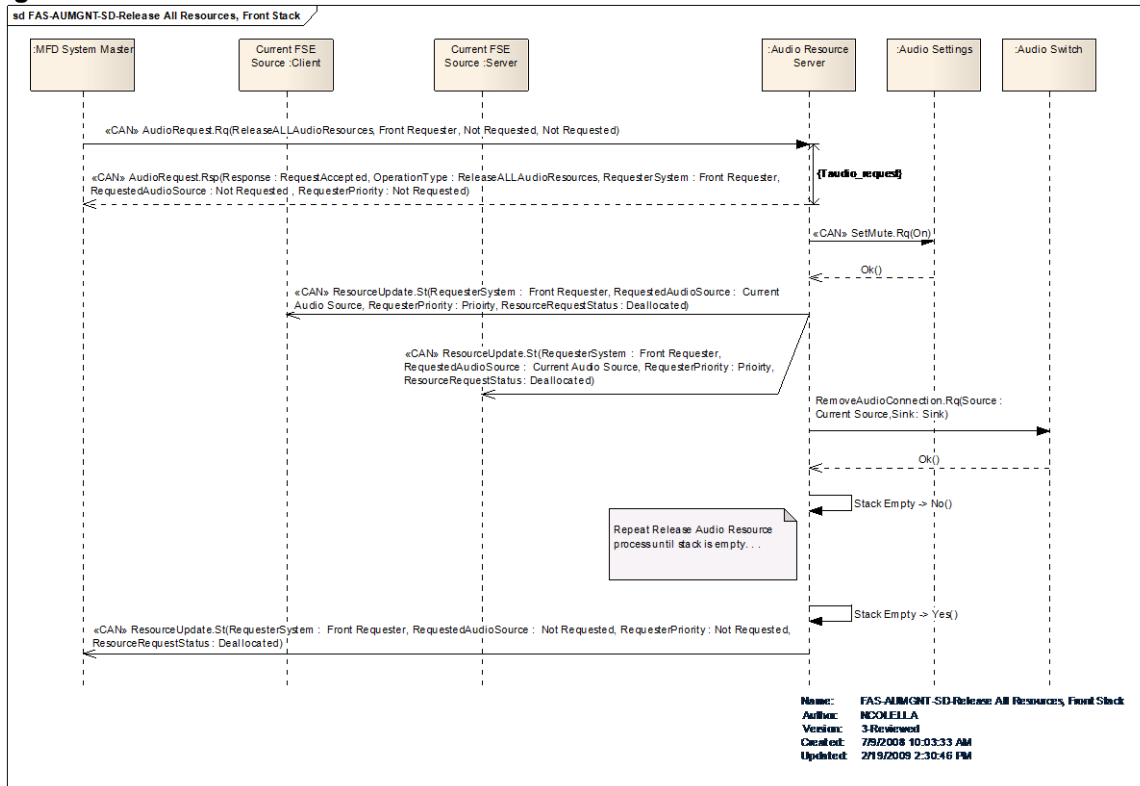 sd FAS-AUMGNT-SD-Release All Resources, Front Stack
:MFD System Master
Current FSE
Source :Client
Current FSE
Source :Server
:Audio Resource
Server
:Audio Settings
:Audio Switch
«CAN» AudioRequest.Rq(ReleaseALLAudioResources, Front Requester, Not Requested, Not Requested)
{Taudio_request}
«CAN» AudioRequest.Rsp(Response : RequestAccepted, OperationType : ReleaseALLAudioResources, RequesterSystem : Front Requester,
RequestedAudioSource : Not Requested , RequesterPriority : Not Requested)
«CAN» SetMute.Rq(On)
Ok()
«CAN» ResourceUpdate.St(RequesterSystem : Front Requester, RequestedAudioSource : Current
Audio Source, RequesterPriority : Prioirty, ResourceRequestStatus : Deallocated)
«CAN» ResourceUpdate.St(RequesterSystem : Front Requester,
RequestedAudioSource : Current Audio Source, RequesterPriority : Prioirty,
ResourceRequestStatus : Deallocated)
RemoveAudioConnection.Rq(Source :
Current Source,Sink : Sink)
Ok()
Stack Empty -> No()
Repeat Release Audio Resource
process until stack is empty. . .
Stack Empty -> Yes()
«CAN» ResourceUpdate.St(RequesterSystem : Front Requester, RequestedAudioSource : Not Requested, RequesterPriority : Not Requested,
ResourceRequestStatus : Deallocated)
Name: FAS-AUMGNT-SD-Release All Resources, Front Stack
Author: NCOLELLA
Version: 3-Reviewed
Created: 7/9/2008 10:03:33 AM
Updated: 2/19/2009 2:30:46 PM